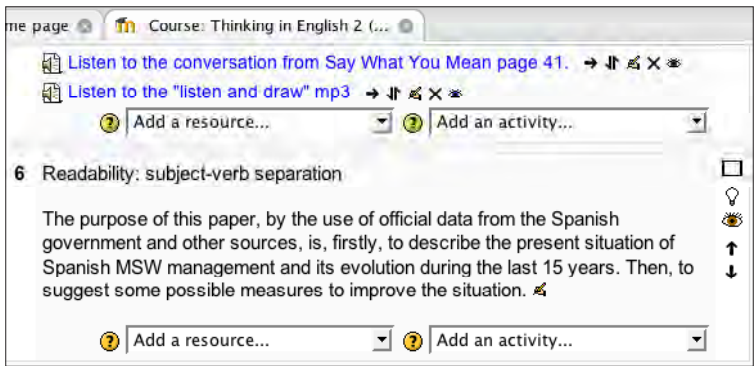 me page Course: Thinking in English 2 (...
Listen to the conversation from Say What You Mean page 41.
Listen to the "listen and draw" mp3
Add a resource... Add an activity...
6 Readability: subject-verb separation
The purpose of this paper, by the use of official data from the Spanish
government and other sources, is, firstly, to describe the present situation of
Spanish MSW management and its evolution during the last 15 years. Then, to
suggest some possible measures to improve the situation.
Add a resource... Add an activity...